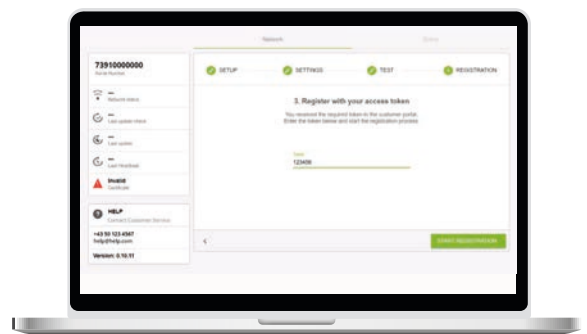 Network
73910000000
Serial Number
SETUP
SETTINGS
TEST
REGISTRATION
Network status
Last update check
Last update
Last Heartbeat
Invalid
Certificate
3. Register with your access token
You received the required token in the customer portal.
Enter the token below and start the registration process.
Token
123456
HELP
Contact Customer Service
+43 50 123 4567
help@help.com
Version: 0.10.11
START REGISTRATION